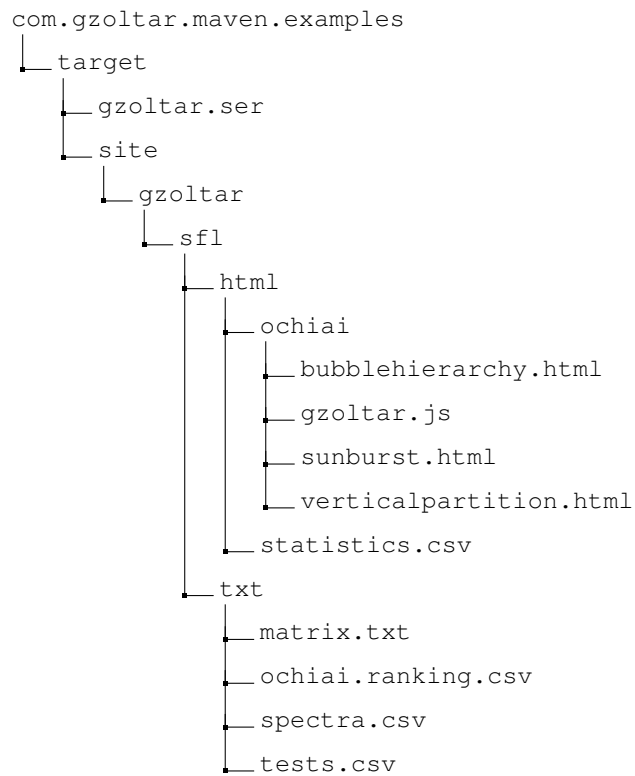 com.gzoltar.maven.examples
target
gzoltar.ser
site
gzoltar
sfl
html
ochiai
bubblehierarchy.html
gzoltar.js
sunburst.html
verticalpartition.html
statistics.csv
txt
matrix.txt
ochiai.ranking.csv
spectra.csv
tests.csv